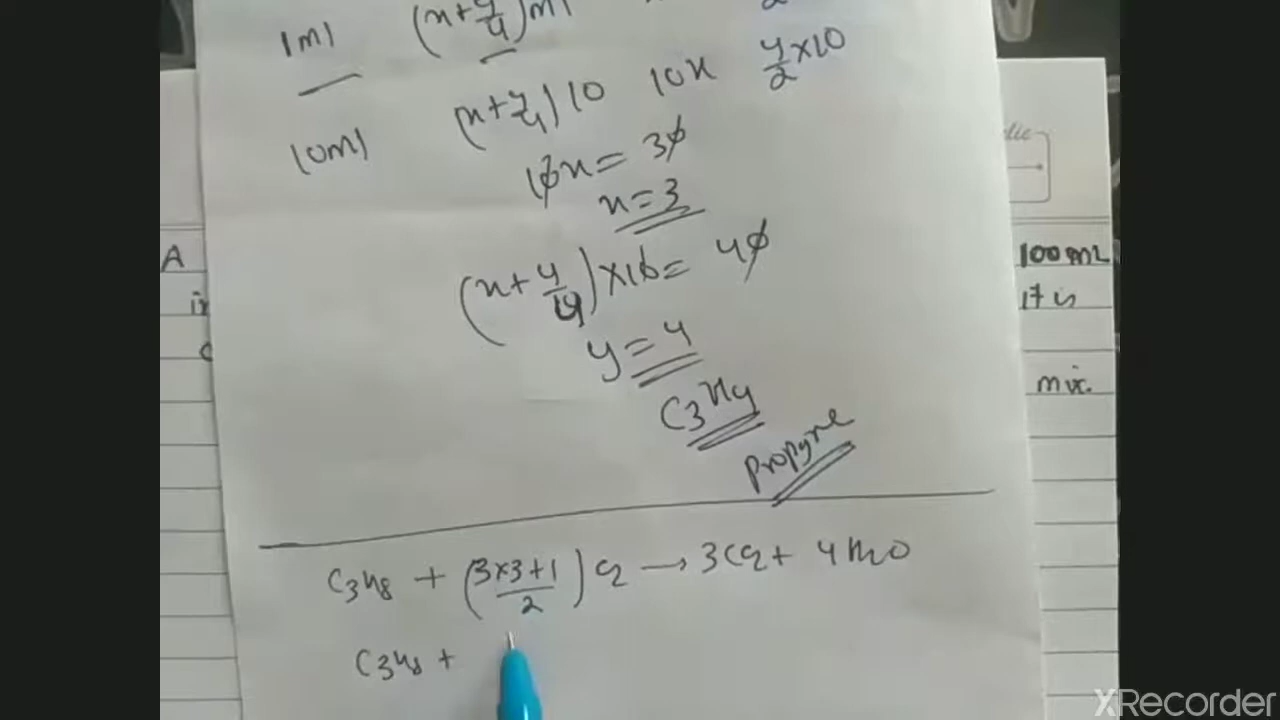 1ml (x+y/4)ml
10ml (x+y/4)10 10x y/2×10
10x = 30
x=3
(x+y/4)×10= 40
y=4
C3H4
Propyne
C3H8 + (3×3+1/2) O2 → 3CO2+ 4H2O
C3H8 +
A
100 ml
it is
mix.
XRecorder